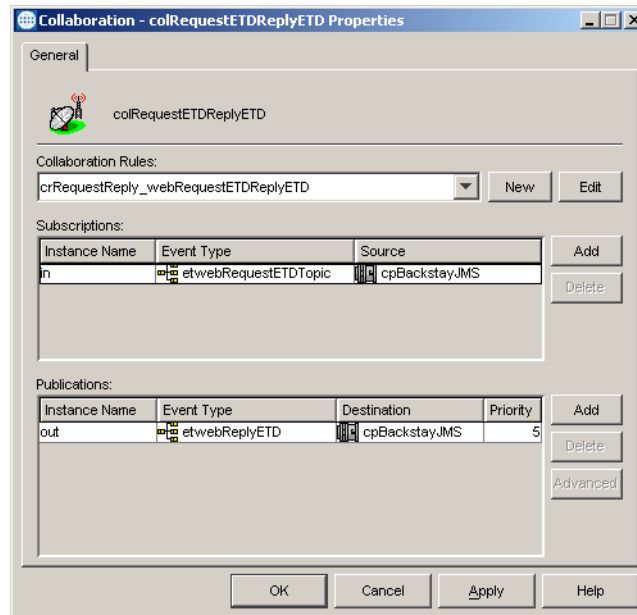 Collaboration - colRequestETDReplyETD Properties
General
colRequestETDReplyETD
Collaboration Rules:
crRequestReply_webRequestETDReplyETD New Edit
Subscriptions:
Instance Name Event Type Source Add
in etwebRequestETDTopic cpBackstayJMS
Delete
Publications:
Instance Name Event Type Destination Priority Add
out etwebReplyETD cpBackstayJMS 5
Delete
Advanced
OK Cancel Apply Help